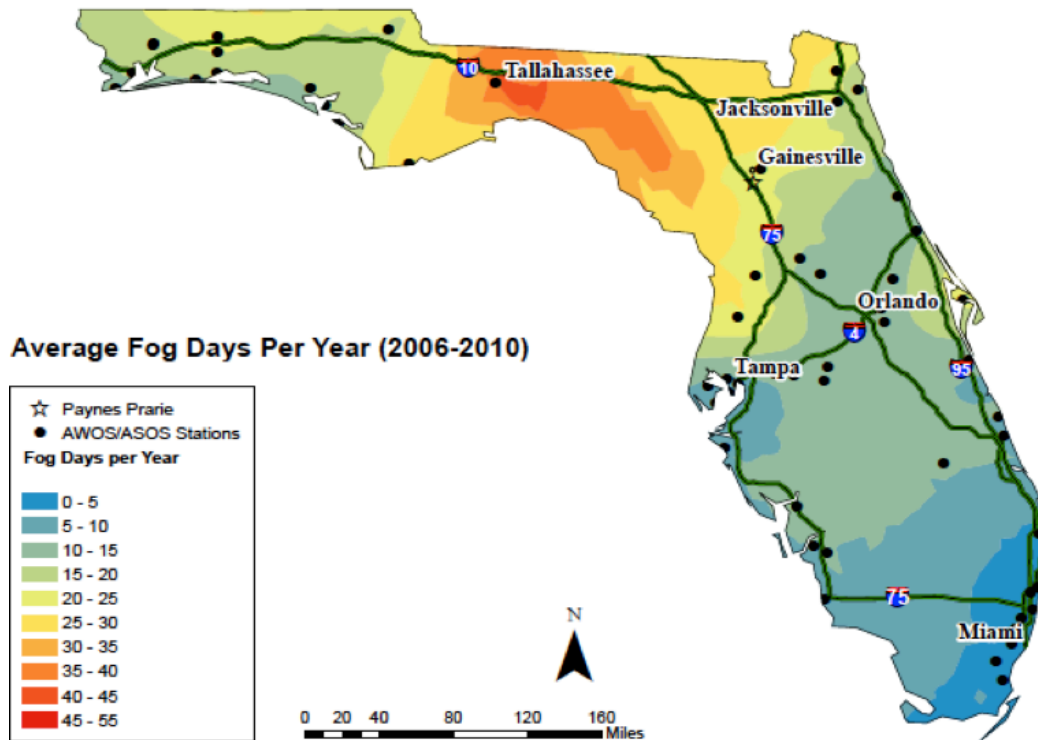 10
Tallahassee
Jacksonville
Gainesville
75
Orlando
4
Average Fog Days Per Year (2006-2010)
Tampa
95
Paynes Prarie
AWOS/ASOS Stations
Fog Days per Year
0 - 5
5 - 10
10 - 15
15 - 20
20 - 25
25 - 30
30 - 35
35 - 40
40 - 45
45 - 55
75
N
Miami
0 20 40 80 120 160
Miles